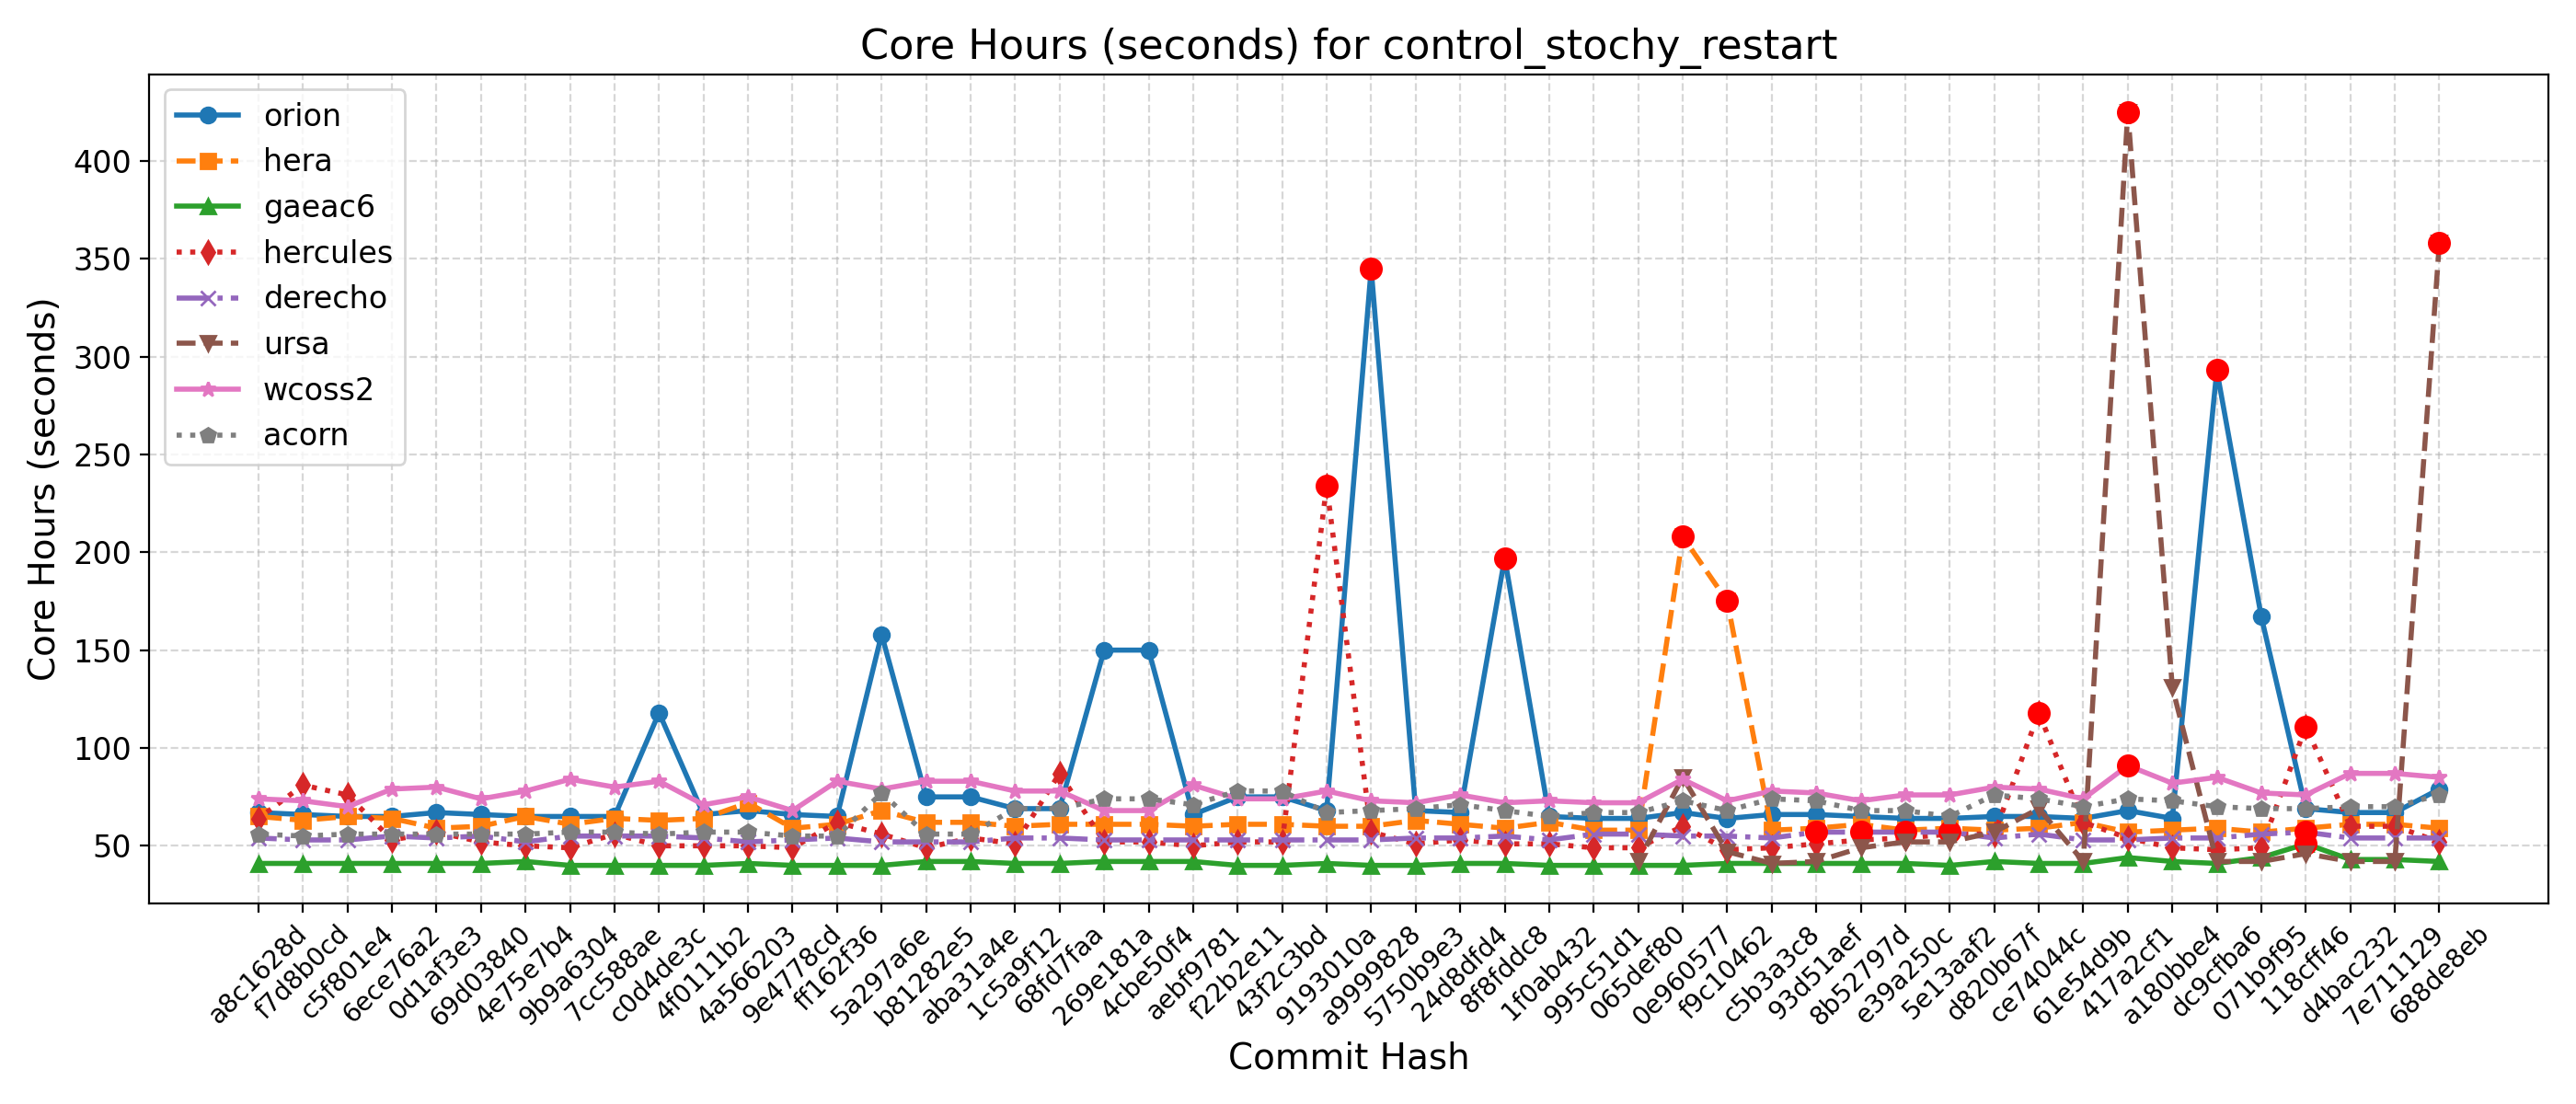 Core Hours (seconds) for control_stochy_restart
orion
hera
gaeac6
hercules
derecho
ursa
wcoss2
acorn
Core Hours (seconds)
400
350
300
250
200
150
100
50
a8c1628d
f7d8b0cd
c5f801e4
6ece76a2
0d1af3e3
69d03840
4e75e7b4
9b9a6304
7cc588ae
c0d4de3c
4f0111b2
4a566203
9e4778cd
ff162f36
5a297a6e
b81282e5
aba31a4e
1c5a9f12
68fd7faa
269e181a
4cbe50f4
aebf9781
f22b2e11
43f2c3bd
9193010a
a9999828
5750b9e3
24d8dfd4
8f8fddc8
1f0ab432
995c51d1
065def80
0e960577
f9c10462
c5b3a3c8
93d51aef
8b52797d
e39a250c
5e13aaf2
d820b67f
ce74044c
61e54d9b
417a2cf1
a180bbe4
dc9cfba6
071b9f95
118cff46
d4bac232
7e711129
688de8eb
Commit Hash